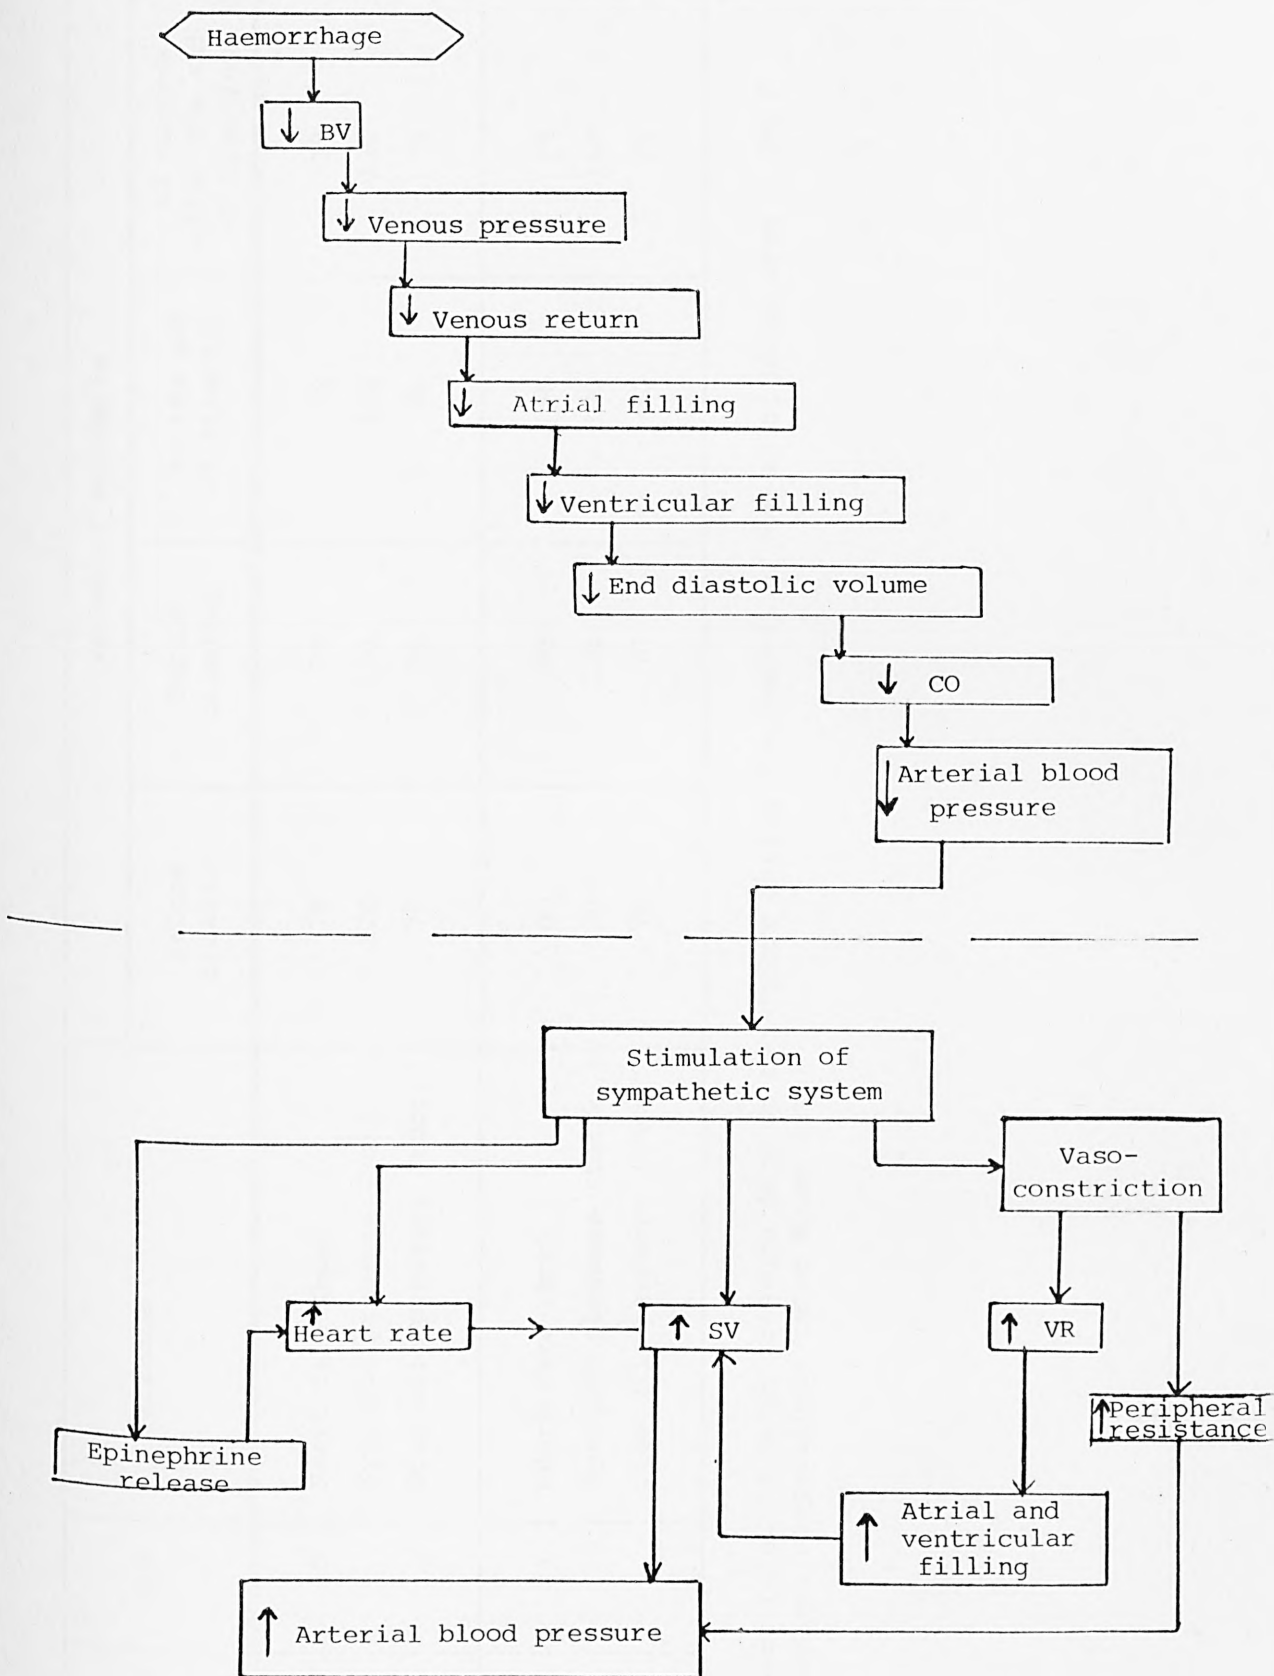 Haemorrhage
↓ BV
↓ Venous pressure
↓ Venous return
↓ Atrial filling
↓ Ventricular filling
↓ End diastolic volume
↓ CO
↓ Arterial blood
pressure
Stimulation of
sympathetic system
Vaso-
constriction
↑
Heart rate
↑ SV
↑ VR
↑ Peripheral
resistance
Epinephrine
release
↑ Atrial and
ventricular
filling
↑ Arterial blood pressure